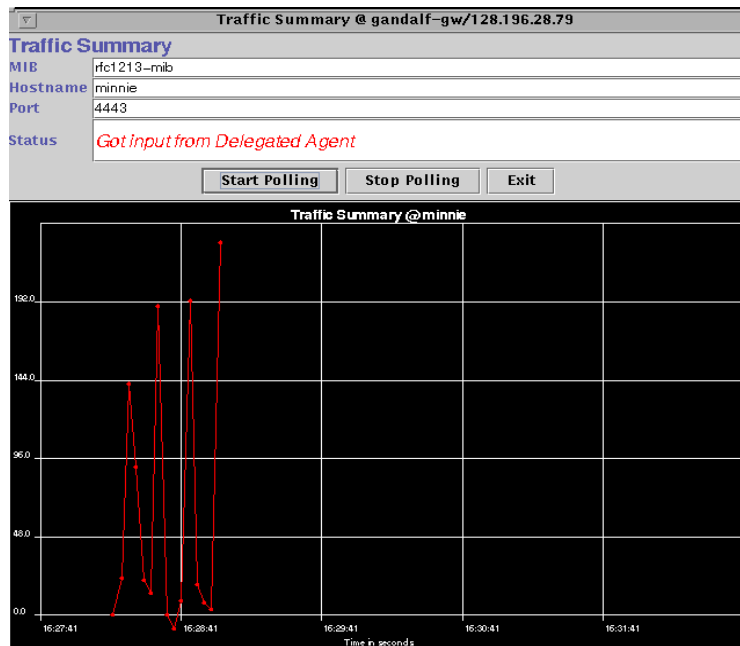 Traffic Summary @ gandalf-gw/128.196.28.79
Traffic Summary
MIB rfc1213-mib
Hostname minnie
Port 4443
Status Got input from Delegated Agent
Start Polling Stop Polling Exit
Traffic Summary @minnie
192.0
144.0
96.0
48.0
0.0
16:27:41 16:28:41 16:29:41 16:30:41 16:31:41
Time in seconds